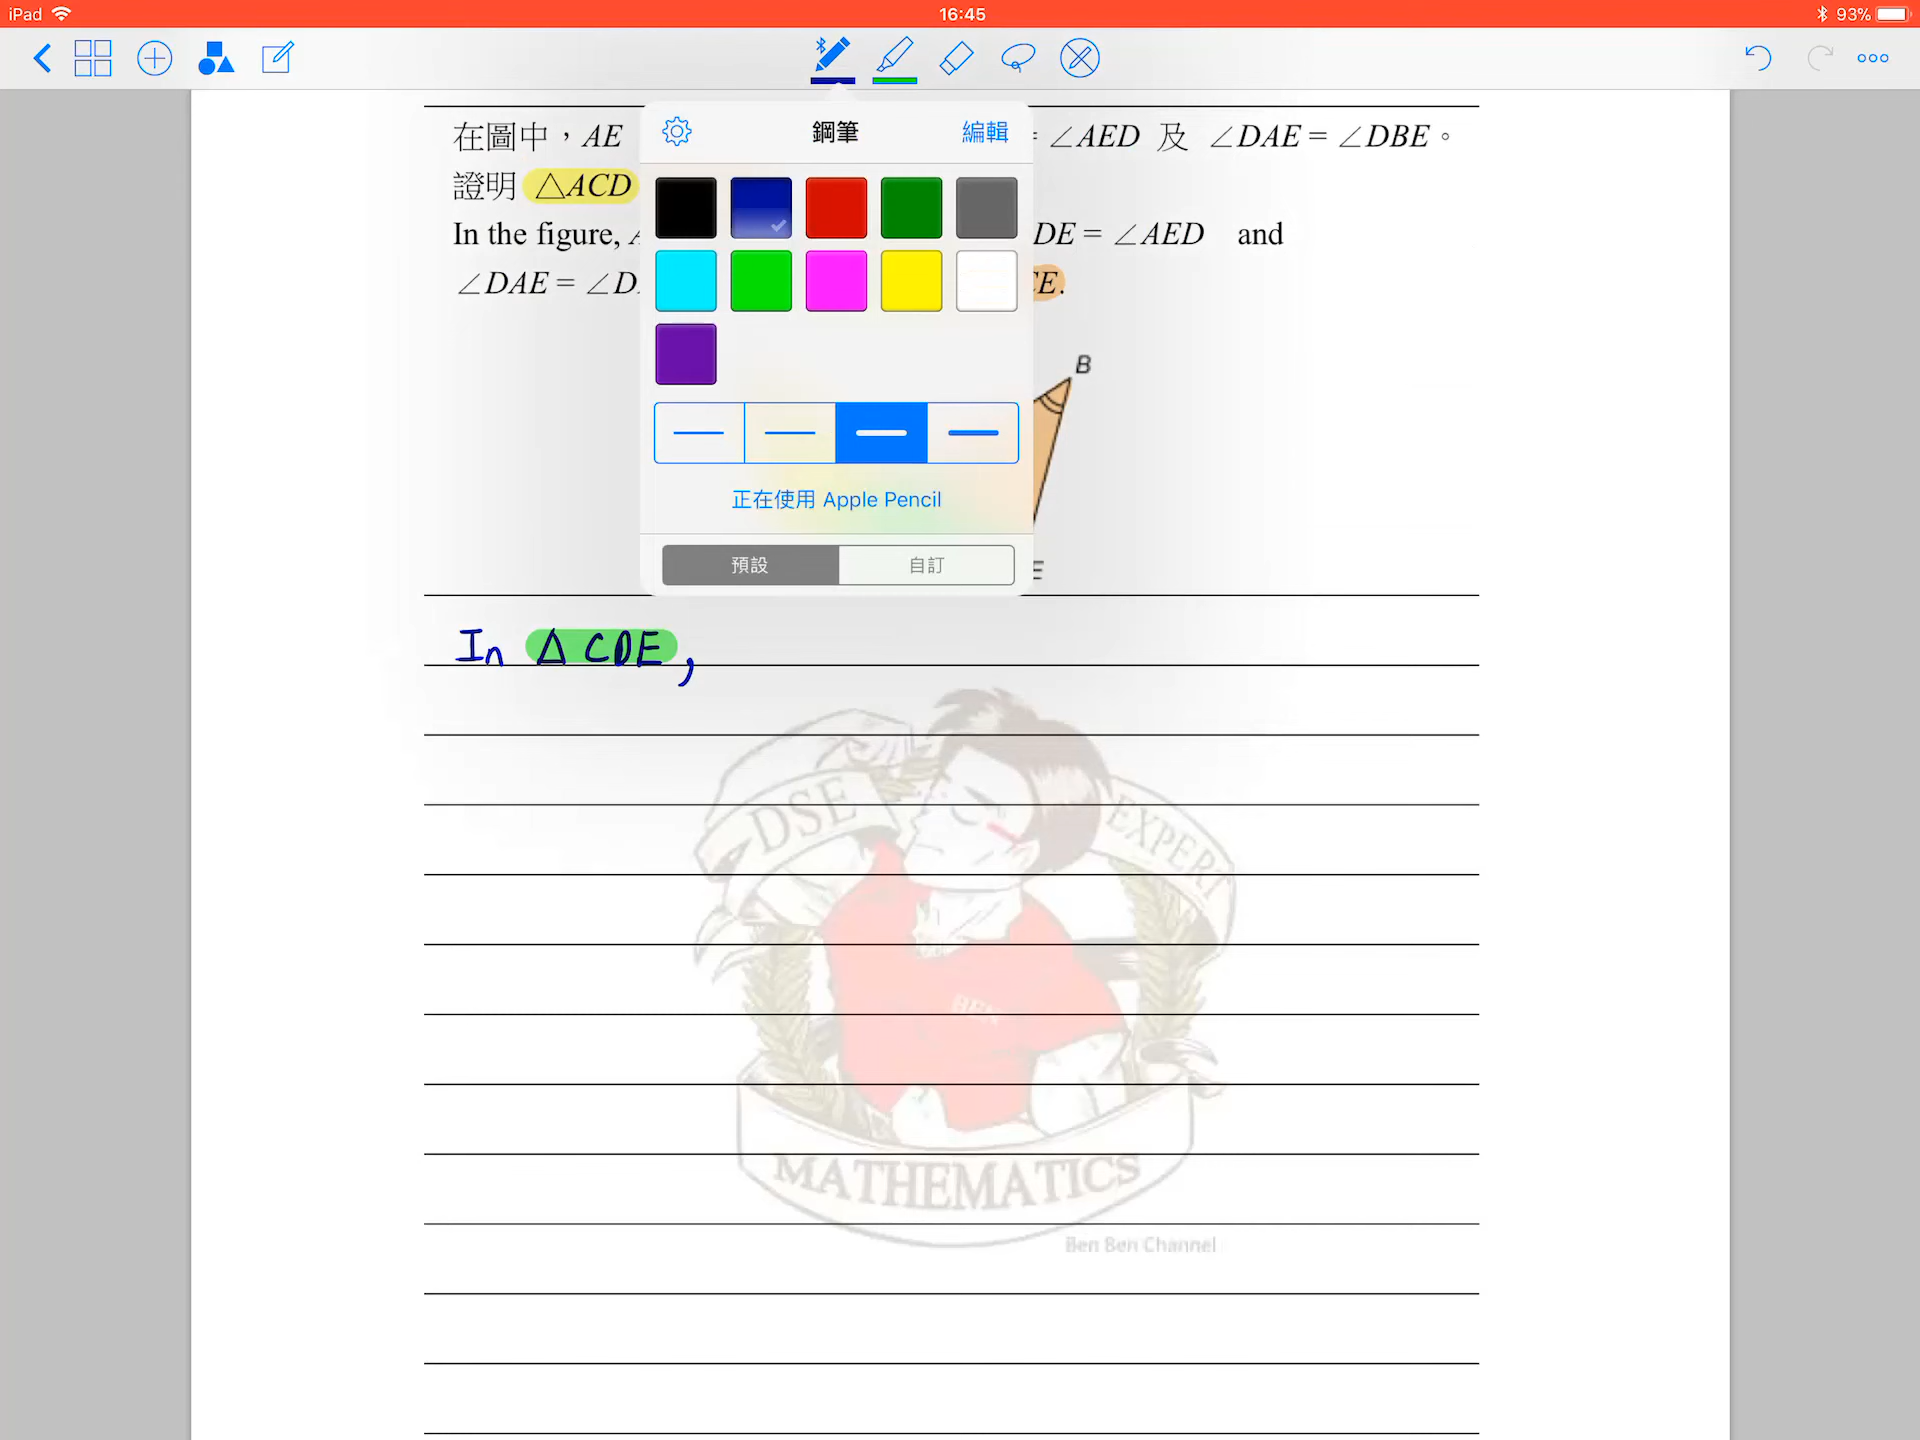 iPad 16:45 93%
在圖中，AE = ∠AED 及 ∠DAE = ∠DBE。
證明 △ACD
In the figure, DE = ∠AED and
∠DAE = ∠D CE.
鋼筆 編輯
正在使用 Apple Pencil
預設 自訂
B
E
In △ CDE,
DSE EXPERT
BEN
MATHEMATICS
Ben Ben Channel